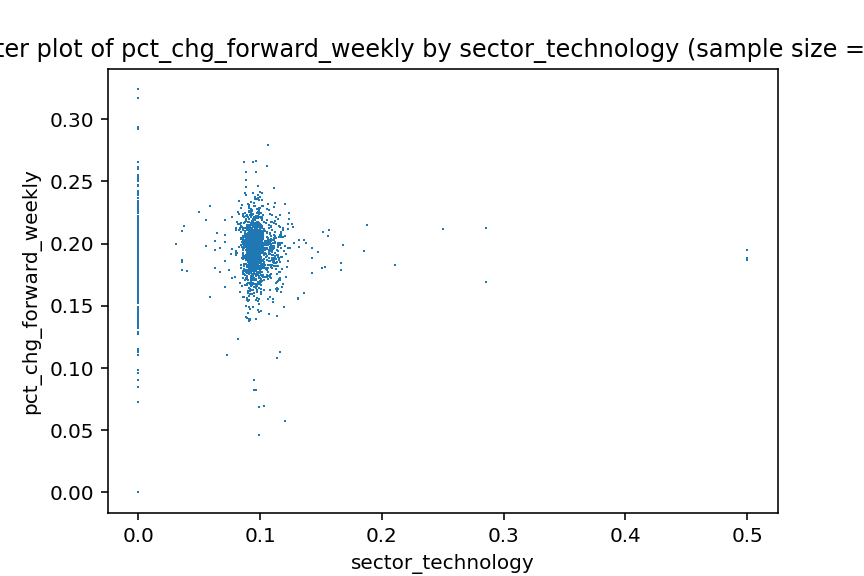 ter plot of pct_chg_forward_weekly by sector_technology (sample size =
pct_chg_forward_weekly
0.30
0.25
0.20
0.15
0.10
0.05
0.00
0.0 0.1 0.2 0.3 0.4 0.5
sector_technology